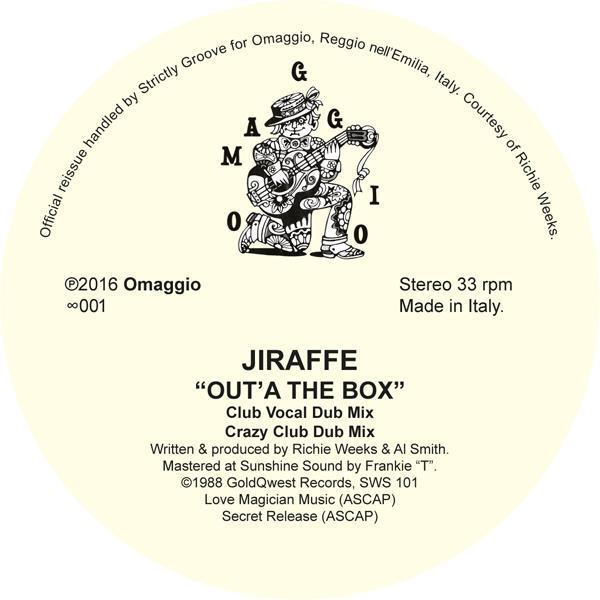 Official reissue handled by Strictly Groove for Omaggio, Reggio nell'Emilia, Italy. Courtesy of Richie Weeks.
OMAGGIO
℗2016 Omaggio
∞001
Stereo 33 rpm
Made in Italy.
JIRAFFE
“OUT’A THE BOX”
Club Vocal Dub Mix
Crazy Club Dub Mix
Written & produced by Richie Weeks & Al Smith.
Mastered at Sunshine Sound by Frankie “T”.
©1988 GoldQwest Records, SWS 101
Love Magician Music (ASCAP)
Secret Release (ASCAP)